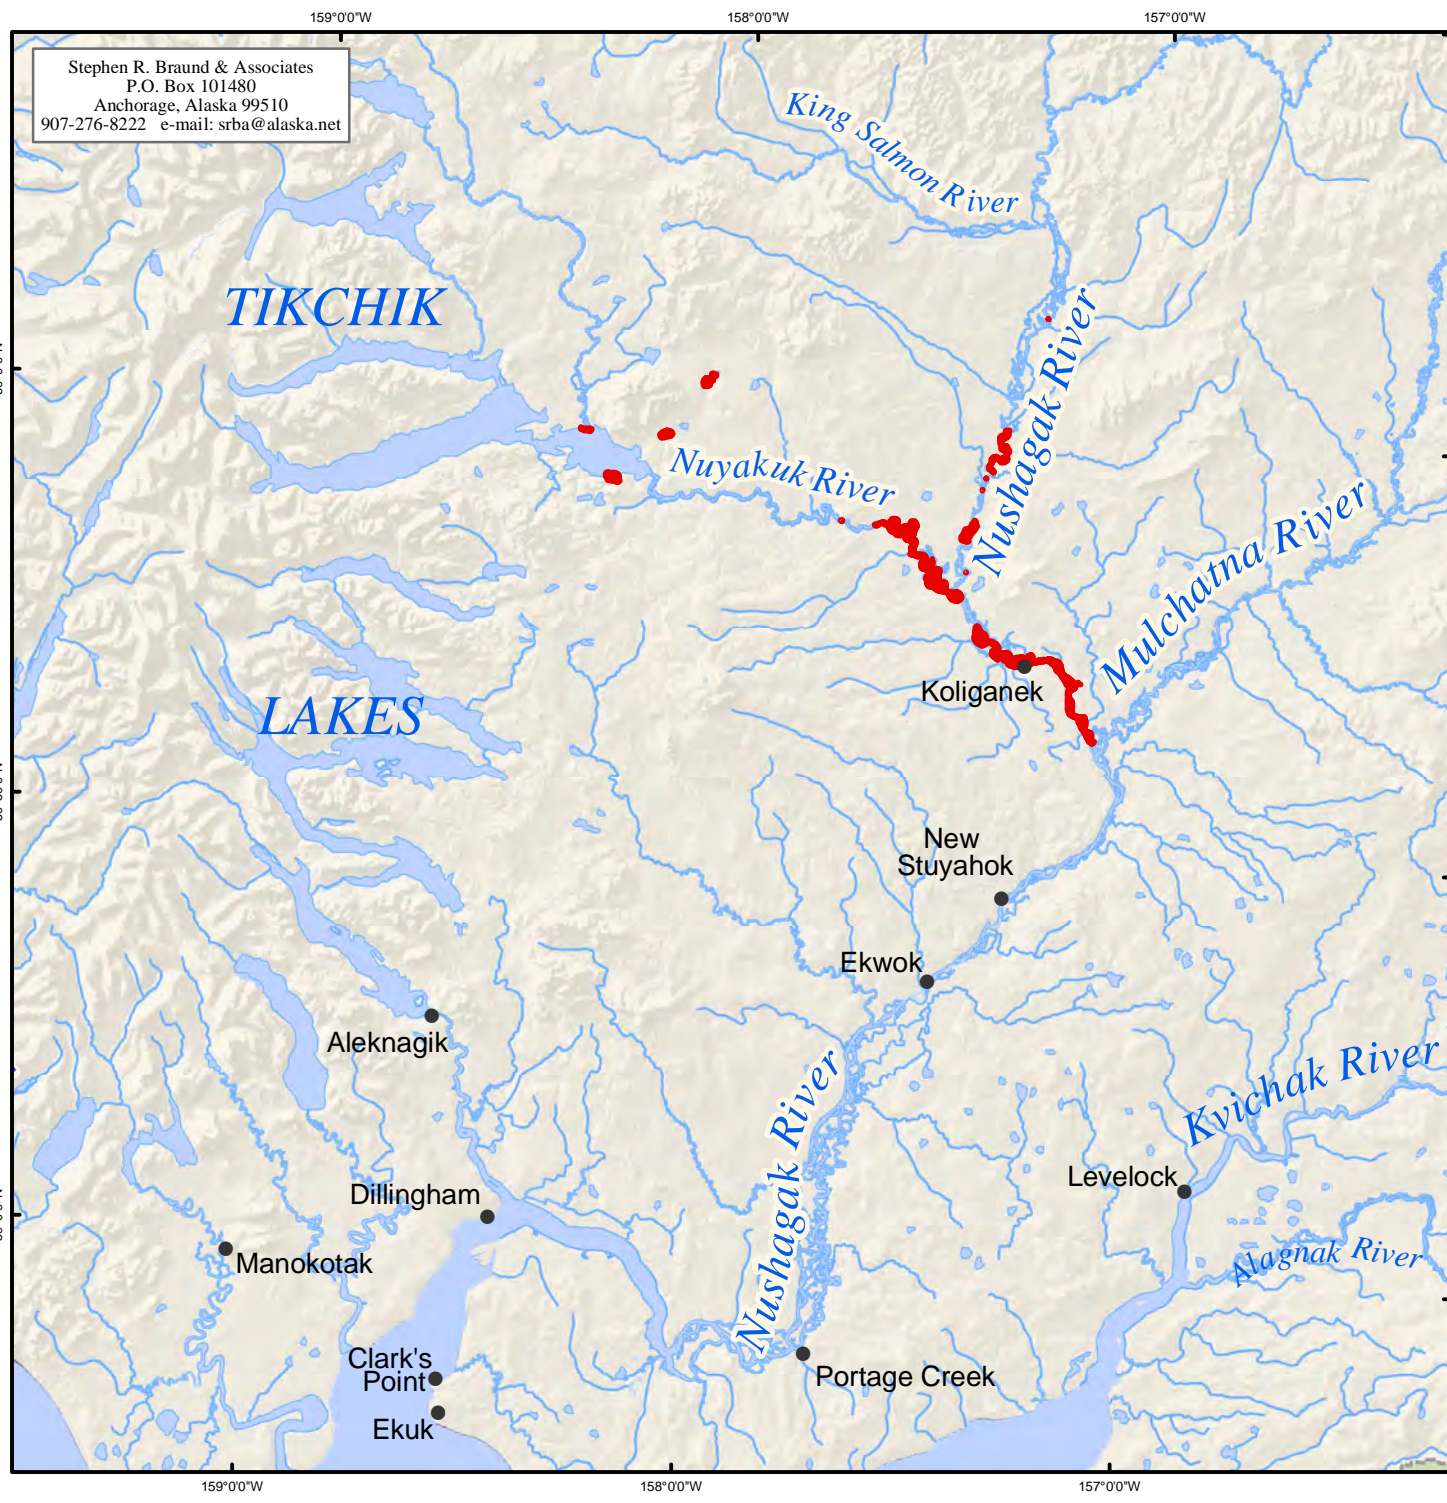 159°0'0"W
158°0'0"W
157°0'0"W
Stephen R. Braund & Associates
P.O. Box 101480
Anchorage, Alaska 99510
907-276-8222 e-mail: srba@alaska.net
King Salmon River
TIKCHIK
Nushagak River
Nuyakuk River
Mulchatna River
Koliganek
LAKES
New
Stuyahok
Ekwok
Aleknagik
Nushagak River
Kvichak River
Levelock
Dillingham
Manokotak
Alagnak River
Clark's
Point
Portage Creek
Ekuk
159°0'0"W
158°0'0"W
157°0'0"W